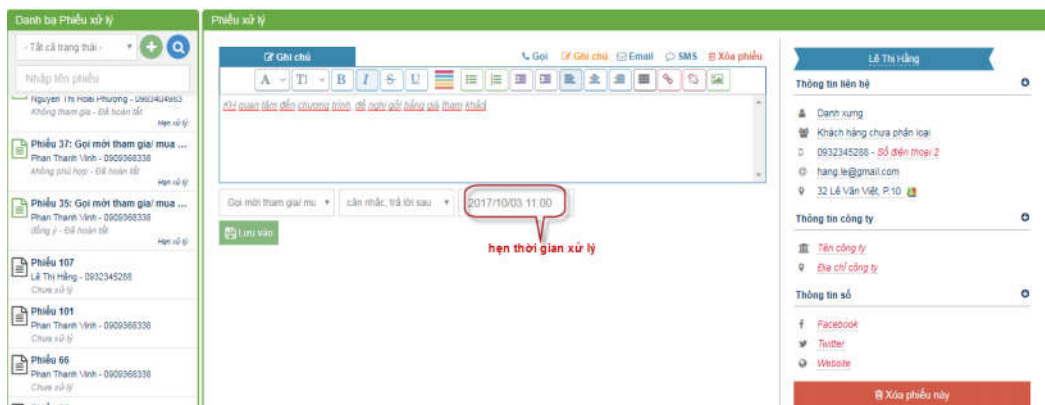 Danh bạ Phiếu xử lý
- Tất cả trạng thái -
Nhập tên phiếu
Nguyễn Thị Hoài Phương - 0983404983
Không tham gia - Đã hoàn tất
Hạn xử lý:
Phiếu 37: Gọi mời tham gia/ mua ...
Phan Thanh Vinh - 0909368338
không phù hợp - Đã hoàn tất
Hạn xử lý:
Phiếu 35: Gọi mời tham gia/ mua ...
Phan Thanh Vinh - 0909368338
đồng ý - Đã hoàn tất
Hạn xử lý:
Phiếu 107
Lê Thị Hằng - 0932345286
Chưa xử lý
Phiếu 101
Phan Thanh Vinh - 0909368338
Chưa xử lý
Phiếu 66
Phan Thanh Vinh - 0909368338
Chưa xử lý
Phiếu xử lý
Ghi chú
Gọi Ghi chú Email SMS Xóa phiếu
A TI B I S U
KH quan tâm đến chương trình, đề nghị gửi bảng giá tham khảo
Gọi mời tham gia/ mu
cân nhắc, trả lời sau
2017/10/03 11:00
Lưu vào
hẹn thời gian xử lý
Lê Thị Hằng
Thông tin liên hệ
Danh xưng
Khách hàng chưa phân loại
0932345286 - Số điện thoại 2
hang.le@gmail.com
32 Lê Văn Việt, P.10
Thông tin công ty
Tên công ty
Địa chỉ công ty
Thông tin số
Facebook
Twitter
Website
Xóa phiếu này